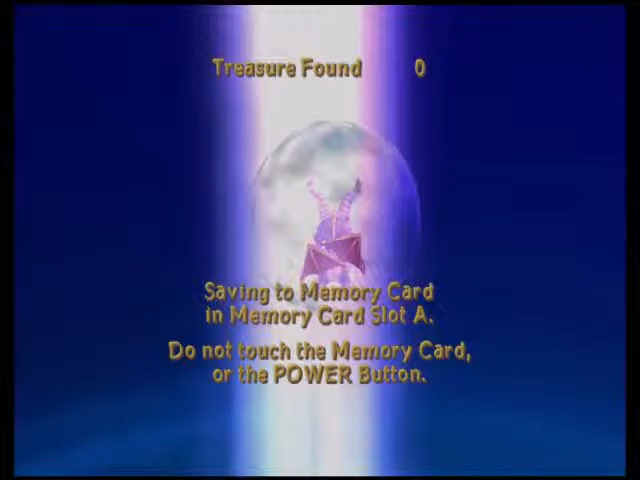 Treasure Found 0
Saving to Memory Card
in Memory Card Slot A.
Do not touch the Memory Card,
or the POWER Button.